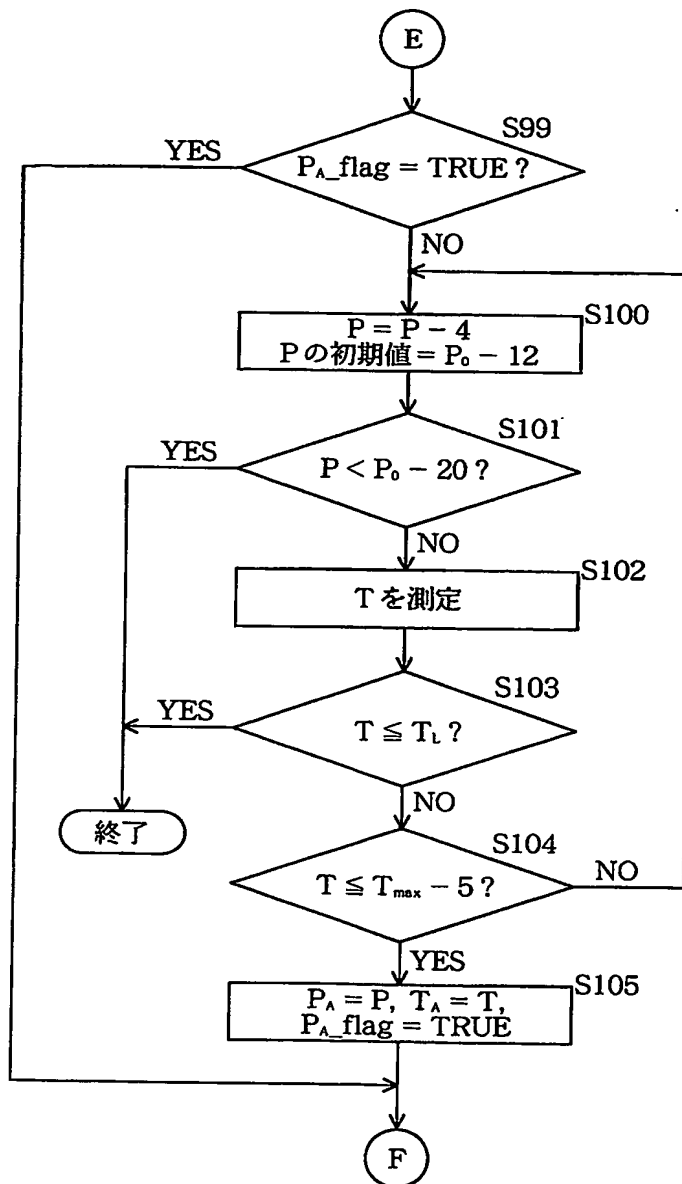 E
S99
YES
P_A_flag = TRUE ?
NO
S100
P = P − 4
Pの初期値 = P₀ − 12
S101
YES
P < P₀ − 20 ?
NO
S102
Tを測定
S103
YES
T ≦ T_L ?
NO
終了
S104
T ≦ T_max − 5 ?
NO
YES
S105
P_A = P, T_A = T,
P_A_flag = TRUE
F